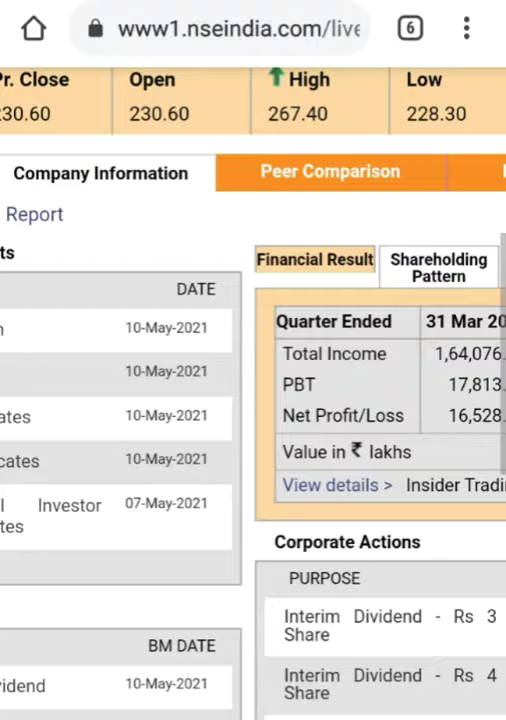 www1.nseindia.com/live
6
Pr. Close Open High Low
230.60 230.60 267.40 228.30
Company Information Peer Comparison
Report
ts
DATE
10-May-2021
10-May-2021
ates 10-May-2021
cates 10-May-2021
l Investor 07-May-2021
tes
BM DATE
vidend 10-May-2021
Financial Result Shareholding
Pattern
Quarter Ended 31 Mar 20
Total Income 1,64,076.
PBT 17,813.
Net Profit/Loss 16,528.
Value in ₹ lakhs
View details > Insider Tradi
Corporate Actions
PURPOSE
Interim Dividend - Rs 3
Share
Interim Dividend - Rs 4
Share